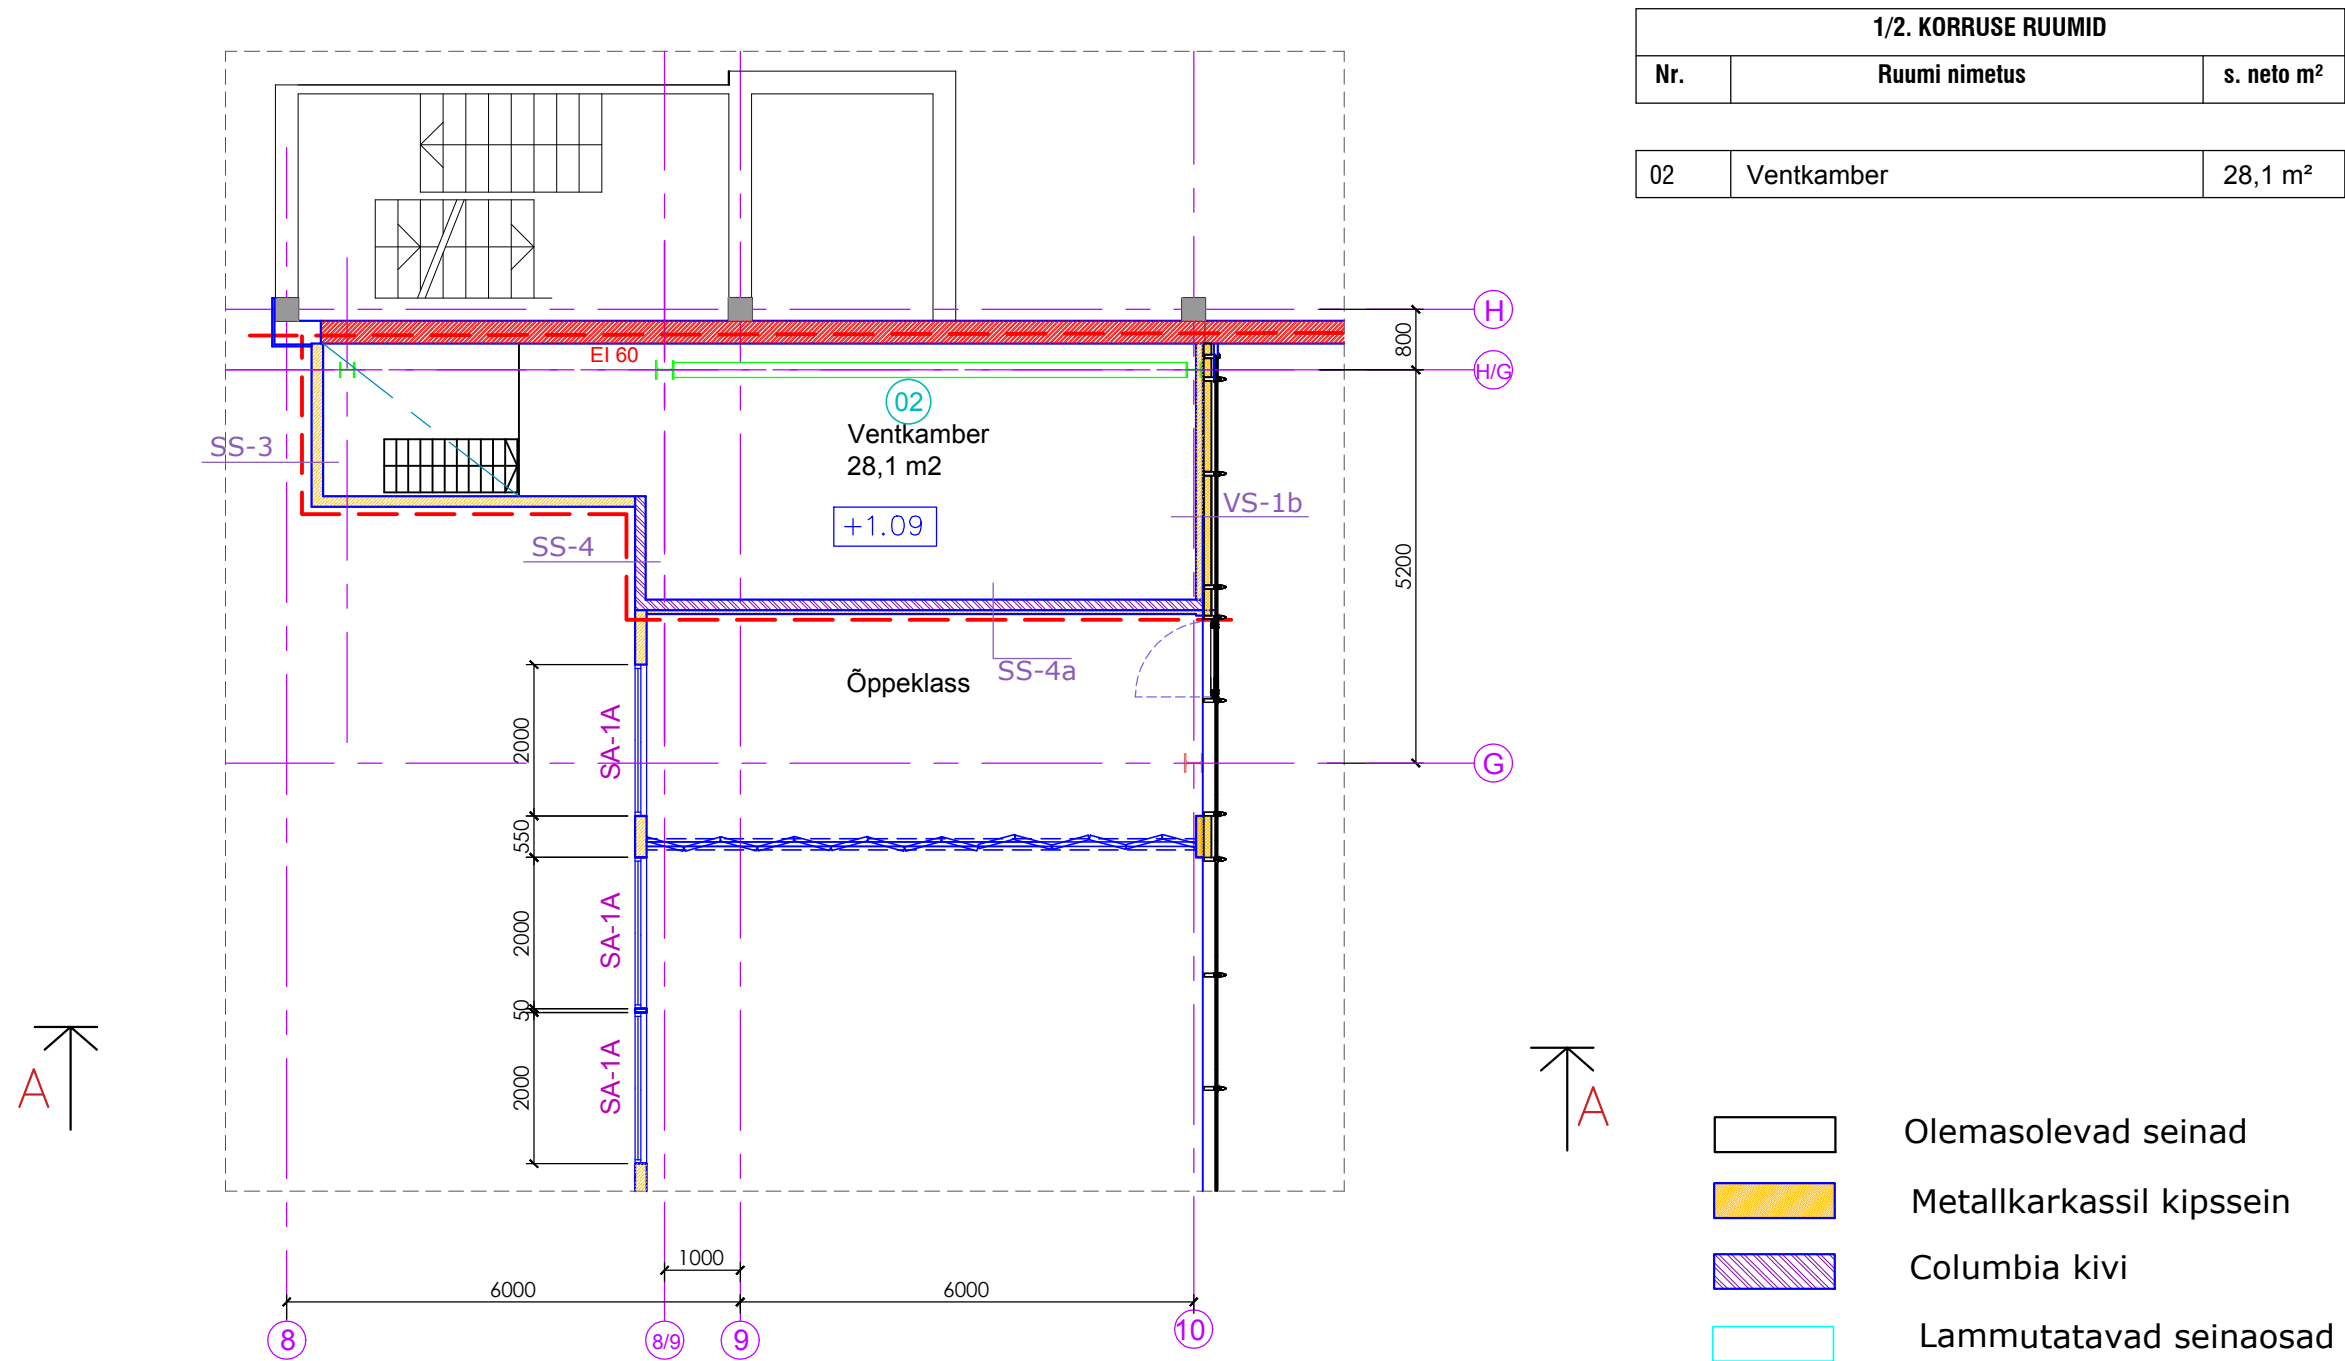 1/2. KORRUSE RUUMID
Nr. Ruumi nimetus s. neto m²
02 Ventkamber 28,1 m²
H
800
EI 60
H/G
02
Ventkamber
28,1 m2
SS-3
VS-1b
+1.09
SS-4
5200
SS-4a
Õppeklass
2000
SA-1A
G
550
2000
SA-1A
50
2000
SA-1A
A
A
Olemasolevad seinad
Metallkarkassil kipssein
Columbia kivi
Lammutatavad seinaosad
1000
6000
6000
8
8/9
9
10